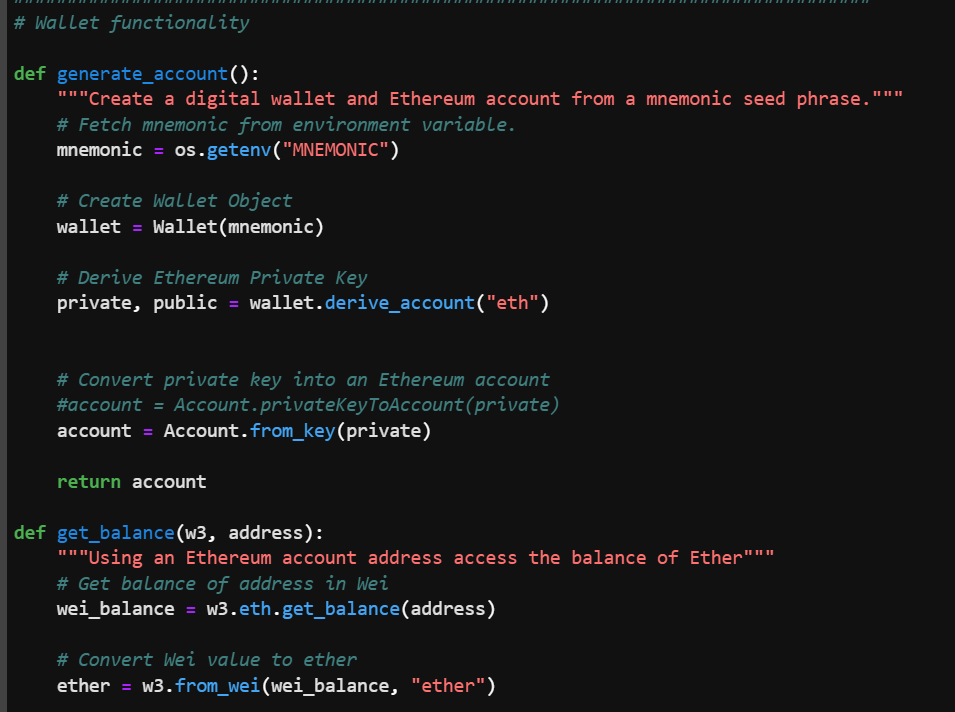 # Wallet functionality
def generate_account():
"""Create a digital wallet and Ethereum account from a mnemonic seed phrase."""
# Fetch mnemonic from environment variable.
mnemonic = os.getenv("MNEMONIC")
# Create Wallet Object
wallet = Wallet(mnemonic)
# Derive Ethereum Private Key
private, public = wallet.derive_account("eth")
# Convert private key into an Ethereum account
#account = Account.privateKeyToAccount(private)
account = Account.from_key(private)
return account
def get_balance(w3, address):
"""Using an Ethereum account address access the balance of Ether"""
# Get balance of address in Wei
wei_balance = w3.eth.get_balance(address)
# Convert Wei value to ether
ether = w3.from_wei(wei_balance, "ether")